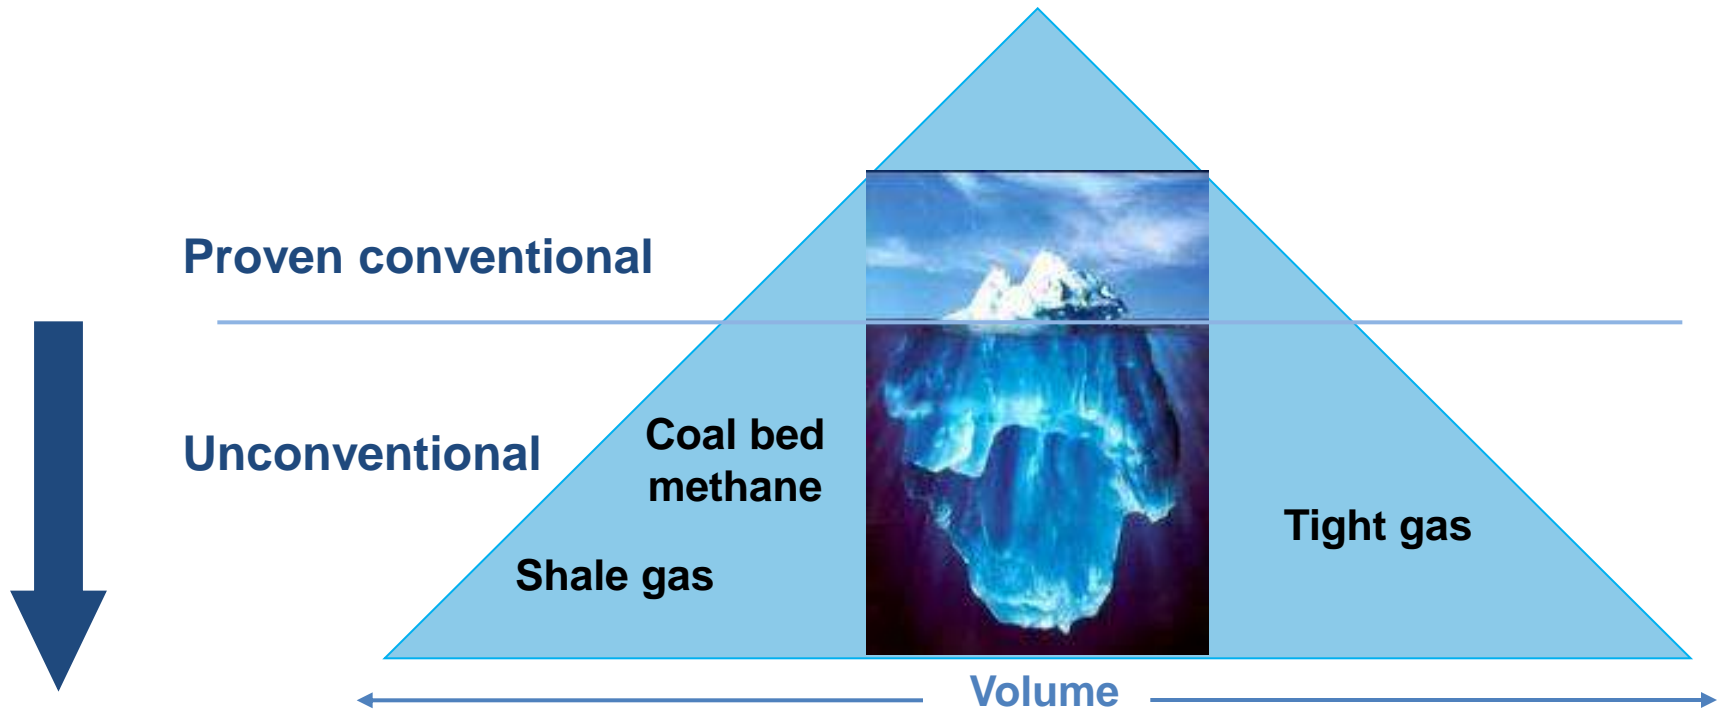 Proven conventional
Unconventional
Coal bed
methane
Tight gas
Shale gas
Volume